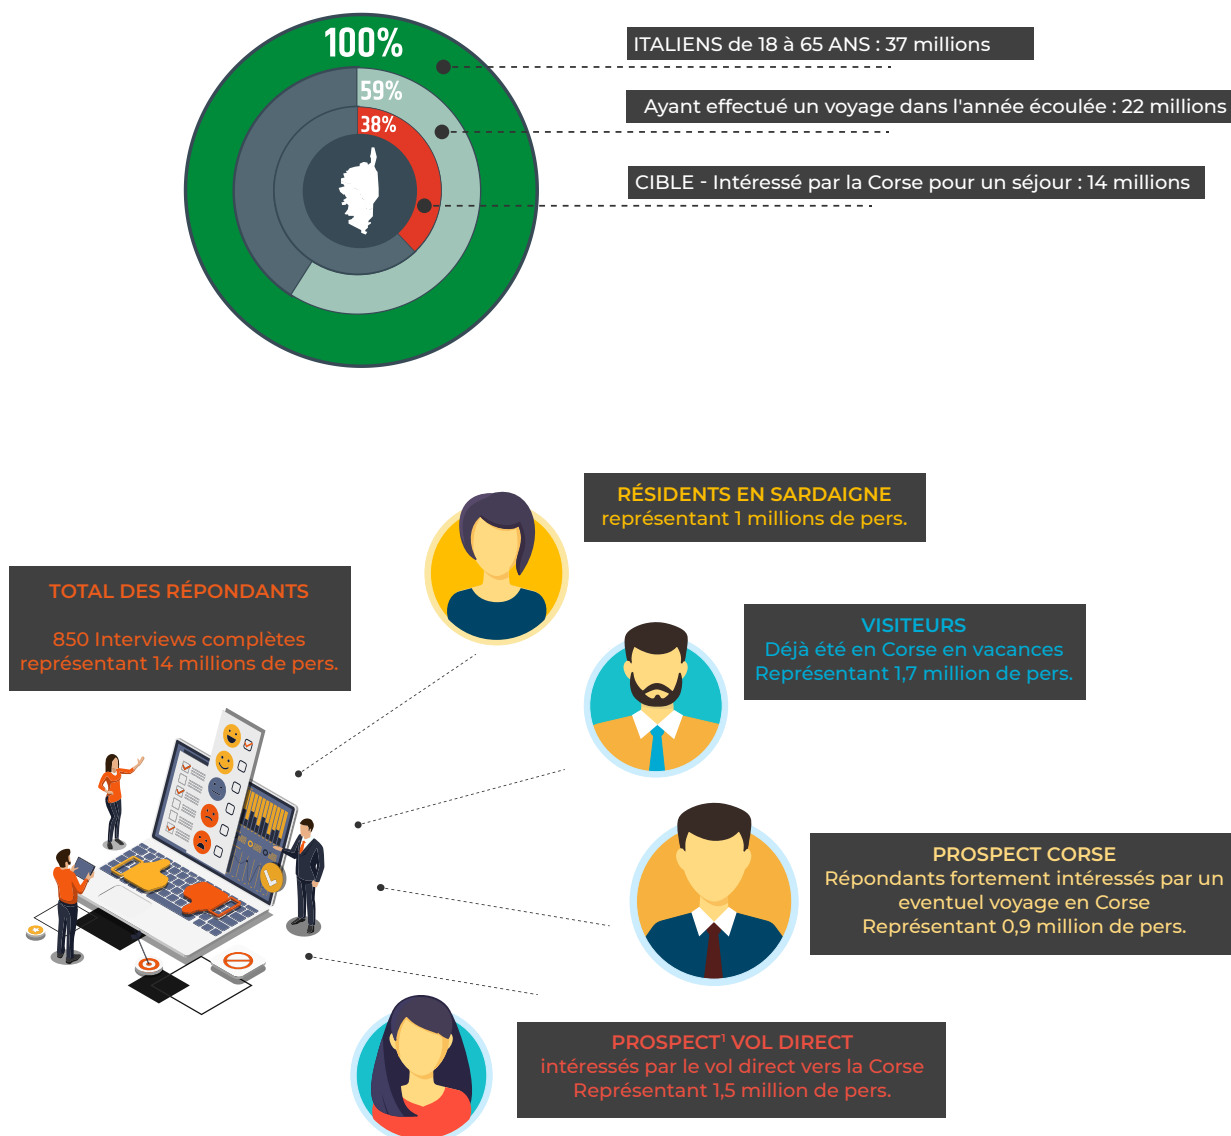 100%
59%
38%
ITALIENS de 18 à 65 ANS : 37 millions
Ayant effectué un voyage dans l'année écoulée : 22 millions
CIBLE - Intéressé par la Corse pour un séjour : 14 millions
RÉSIDENTS EN SARDAIGNE
représentant 1 millions de pers.
TOTAL DES RÉPONDANTS
850 Interviews complètes
représentant 14 millions de pers.
VISITEURS
Déjà été en Corse en vacances
Représentant 1,7 million de pers.
PROSPECT CORSE
Répondants fortement intéressés par un
eventuel voyage en Corse
Représentant 0,9 million de pers.
PROSPECT¹ VOL DIRECT
intéressés par le vol direct vers la Corse
Représentant 1,5 million de pers.